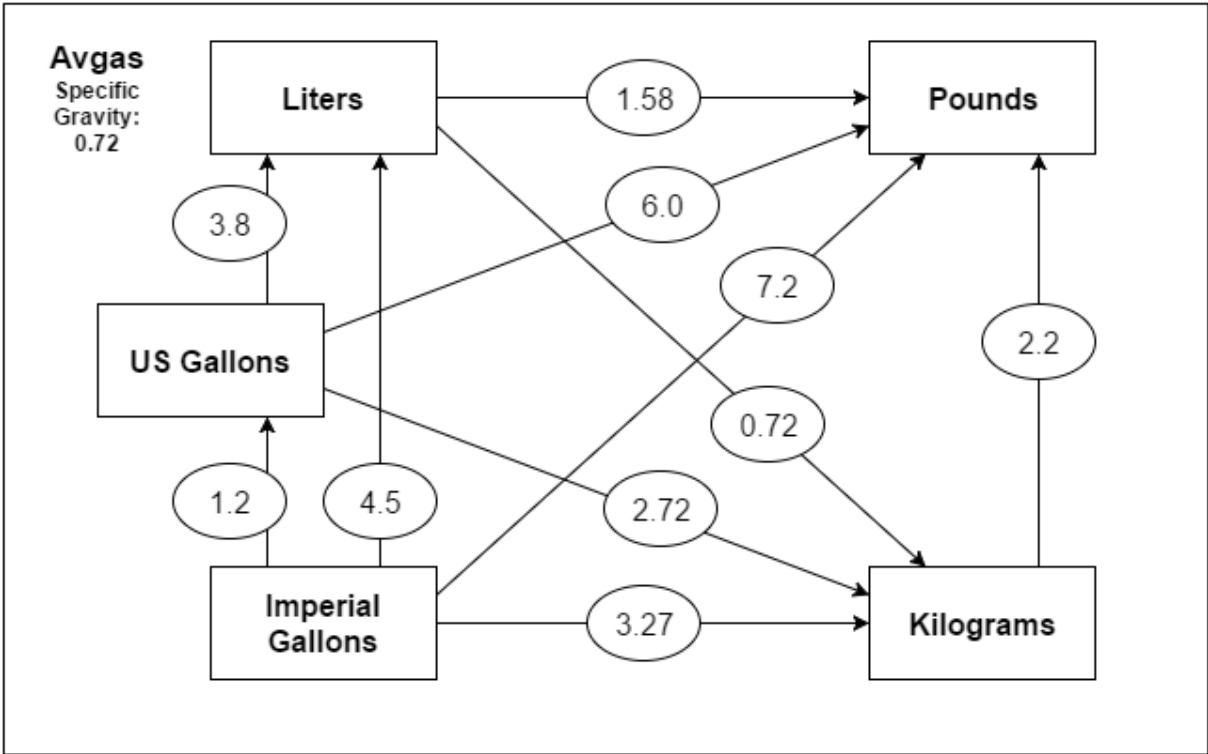 Avgas
Specific
Gravity:
0.72
Liters
1.58
Pounds
3.8
6.0
7.2
US Gallons
2.2
0.72
1.2
4.5
2.72
Imperial
Gallons
3.27
Kilograms